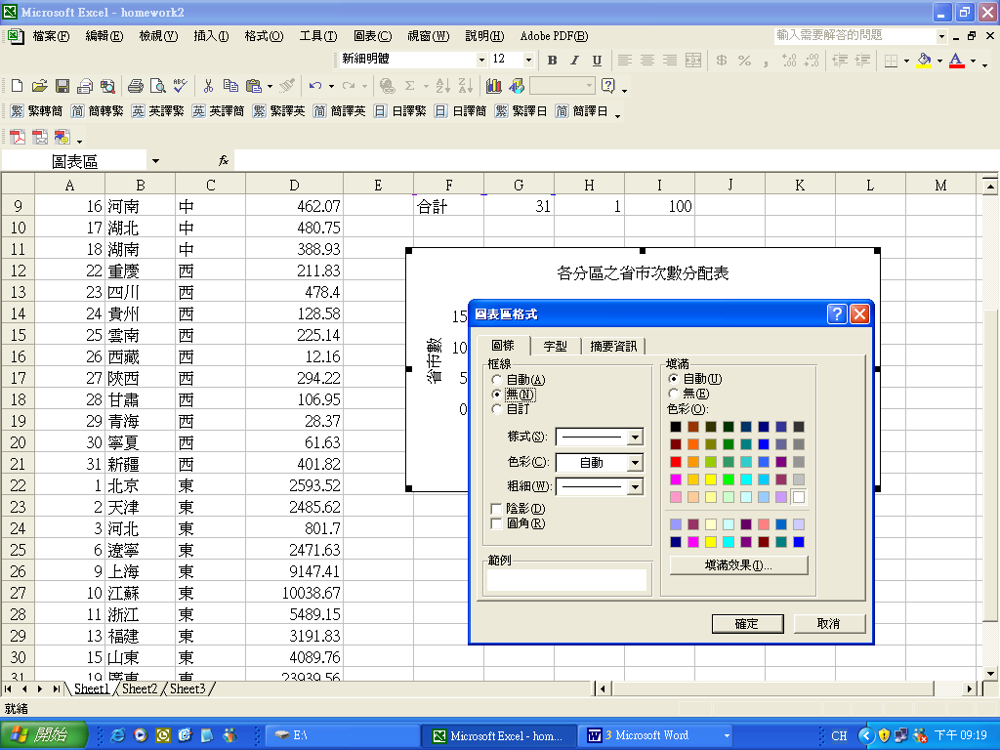 Microsoft Excel - homework2
檔案(F) 編輯(E) 檢視(V) 插入(I) 格式(O) 工具(T) 圖表(C) 視窗(W) 說明(H) Adobe PDF(B) 輸入需要解答的問題
新細明體 12 B I U $ %
繁 繁轉簡 簡 簡轉繁 英 英譯繁 英 英譯簡 繁 繁譯英 簡 簡譯英 日 日譯繁 日 日譯簡 繁 繁譯日 簡 簡譯日
圖表區 fx
A B C D E F G H I J K L M
9 16 河南 中 462.07 合計 31 1 100
10 17 湖北 中 480.75
11 18 湖南 中 388.93
12 22 重慶 西 211.83
13 23 四川 西 478.4
14 24 貴州 西 128.58
15 25 雲南 西 225.14
16 26 西藏 西 12.16
17 27 陝西 西 294.22
18 28 甘肅 西 106.95
19 29 青海 西 28.37
20 30 寧夏 西 61.63
21 31 新疆 西 401.82
22 1 北京 東 2593.52
23 2 天津 東 2485.62
24 3 河北 東 801.7
25 6 遼寧 東 2471.63
26 9 上海 東 9147.41
27 10 江蘇 東 10038.67
28 11 浙江 東 5489.15
29 13 福建 東 3191.83
30 15 山東 東 4089.76
31 19 廣東 東 23939.56
各分區之省市次數分配表
省市數
15
10
5
0
圖表區格式
圖樣 字型 摘要資訊
框線
自動(A)
無(N)
自訂
樣式(S):
色彩(C): 自動
粗細(W):
陰影(D)
圓角(R)
範例
填滿
自動(U)
無(E)
色彩(O):
填滿效果(I)...
確定 取消
Sheet1 Sheet2 Sheet3
就緒
開始 E:\ Microsoft Excel - hom... 3 Microsoft Word CH 下午 09:19